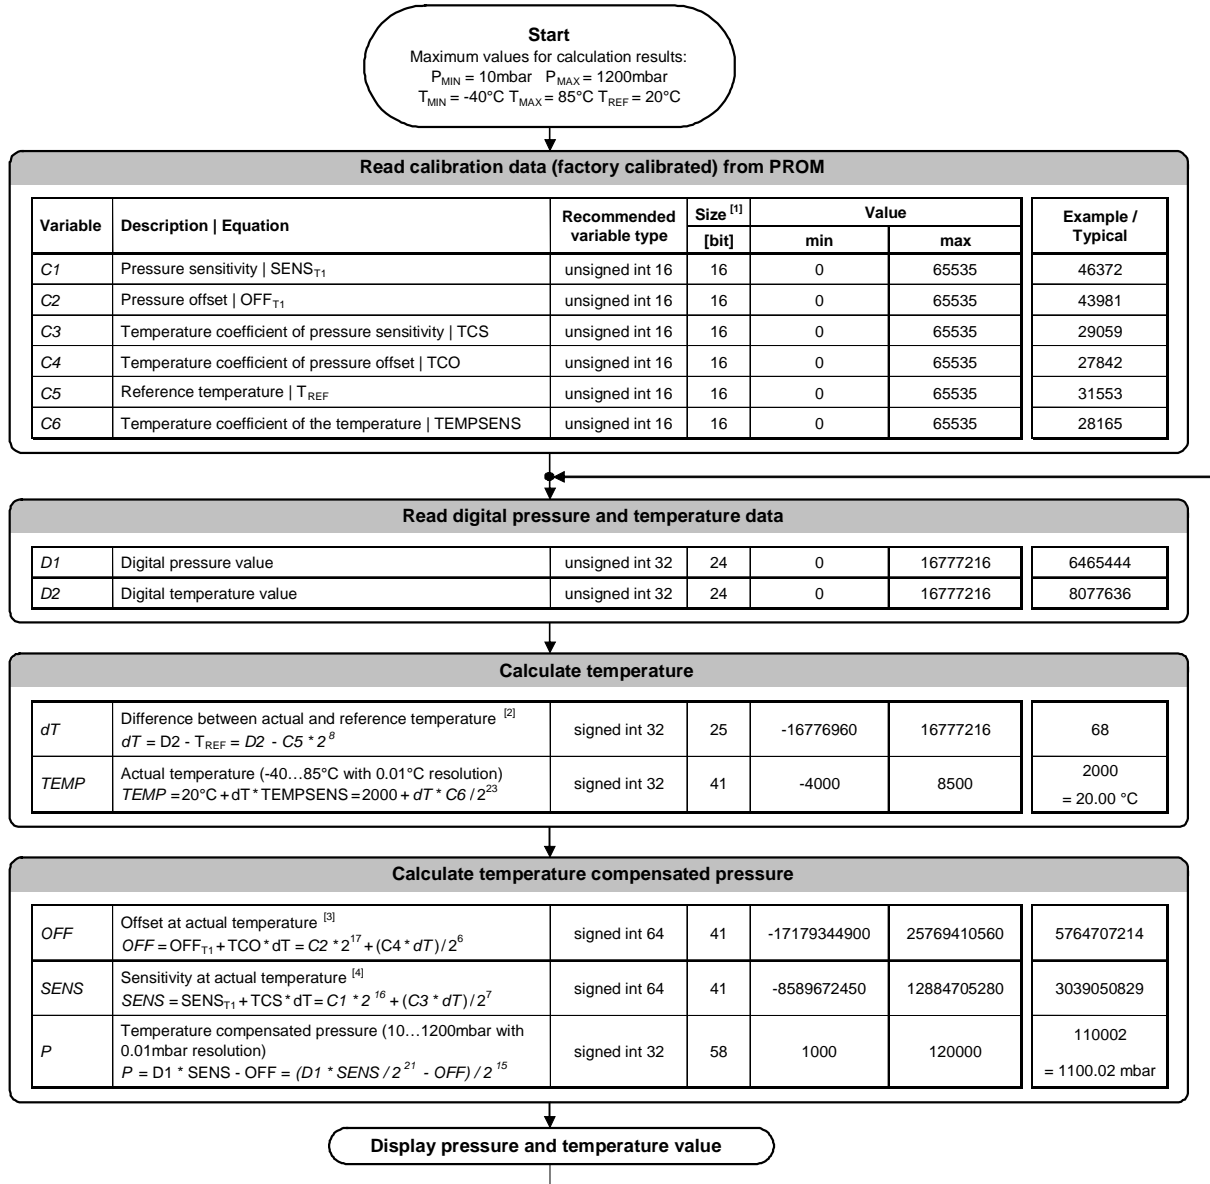 Start
Maximum values for calculation results:
P_MIN = 10mbar P_MAX = 1200mbar
T_MIN = -40°C T_MAX = 85°C T_REF = 20°C
Read calibration data (factory calibrated) from PROM
Variable | Description | Equation | Recommended variable type | Size [1] [bit] | Value min | max | Example / Typical
C1 | Pressure sensitivity | SENS_T1 | unsigned int 16 | 16 | 0 | 65535 | 46372
C2 | Pressure offset | OFF_T1 | unsigned int 16 | 16 | 0 | 65535 | 43981
C3 | Temperature coefficient of pressure sensitivity | TCS | unsigned int 16 | 16 | 0 | 65535 | 29059
C4 | Temperature coefficient of pressure offset | TCO | unsigned int 16 | 16 | 0 | 65535 | 27842
C5 | Reference temperature | T_REF | unsigned int 16 | 16 | 0 | 65535 | 31553
C6 | Temperature coefficient of the temperature | TEMPSENS | unsigned int 16 | 16 | 0 | 65535 | 28165
Read digital pressure and temperature data
D1 | Digital pressure value | unsigned int 32 | 24 | 0 | 16777216 | 6465444
D2 | Digital temperature value | unsigned int 32 | 24 | 0 | 16777216 | 8077636
Calculate temperature
dT | Difference between actual and reference temperature [2]
dT = D2 - T_REF = D2 - C5 * 2^8 | signed int 32 | 25 | -16776960 | 16777216 | 68
TEMP | Actual temperature (-40…85°C with 0.01°C resolution)
TEMP = 20°C + dT * TEMPSENS = 2000 + dT * C6 / 2^23 | signed int 32 | 41 | -4000 | 8500 | 2000
= 20.00 °C
Calculate temperature compensated pressure
OFF | Offset at actual temperature [3]
OFF = OFF_T1 + TCO * dT = C2 * 2^17 + (C4 * dT) / 2^6 | signed int 64 | 41 | -17179344900 | 25769410560 | 5764707214
SENS | Sensitivity at actual temperature [4]
SENS = SENS_T1 + TCS * dT = C1 * 2^16 + (C3 * dT) / 2^7 | signed int 64 | 41 | -8589672450 | 12884705280 | 3039050829
P | Temperature compensated pressure (10…1200mbar with
0.01mbar resolution)
P = D1 * SENS - OFF = (D1 * SENS / 2^21 - OFF) / 2^15 | signed int 32 | 58 | 1000 | 120000 | 110002
= 1100.02 mbar
Display pressure and temperature value